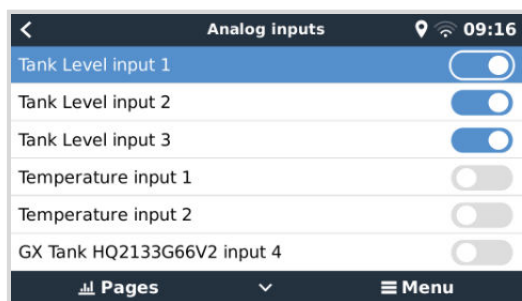 Analog inputs 09:16
Tank Level input 1
Tank Level input 2
Tank Level input 3
Temperature input 1
Temperature input 2
GX Tank HQ2133G66V2 input 4
Pages Menu